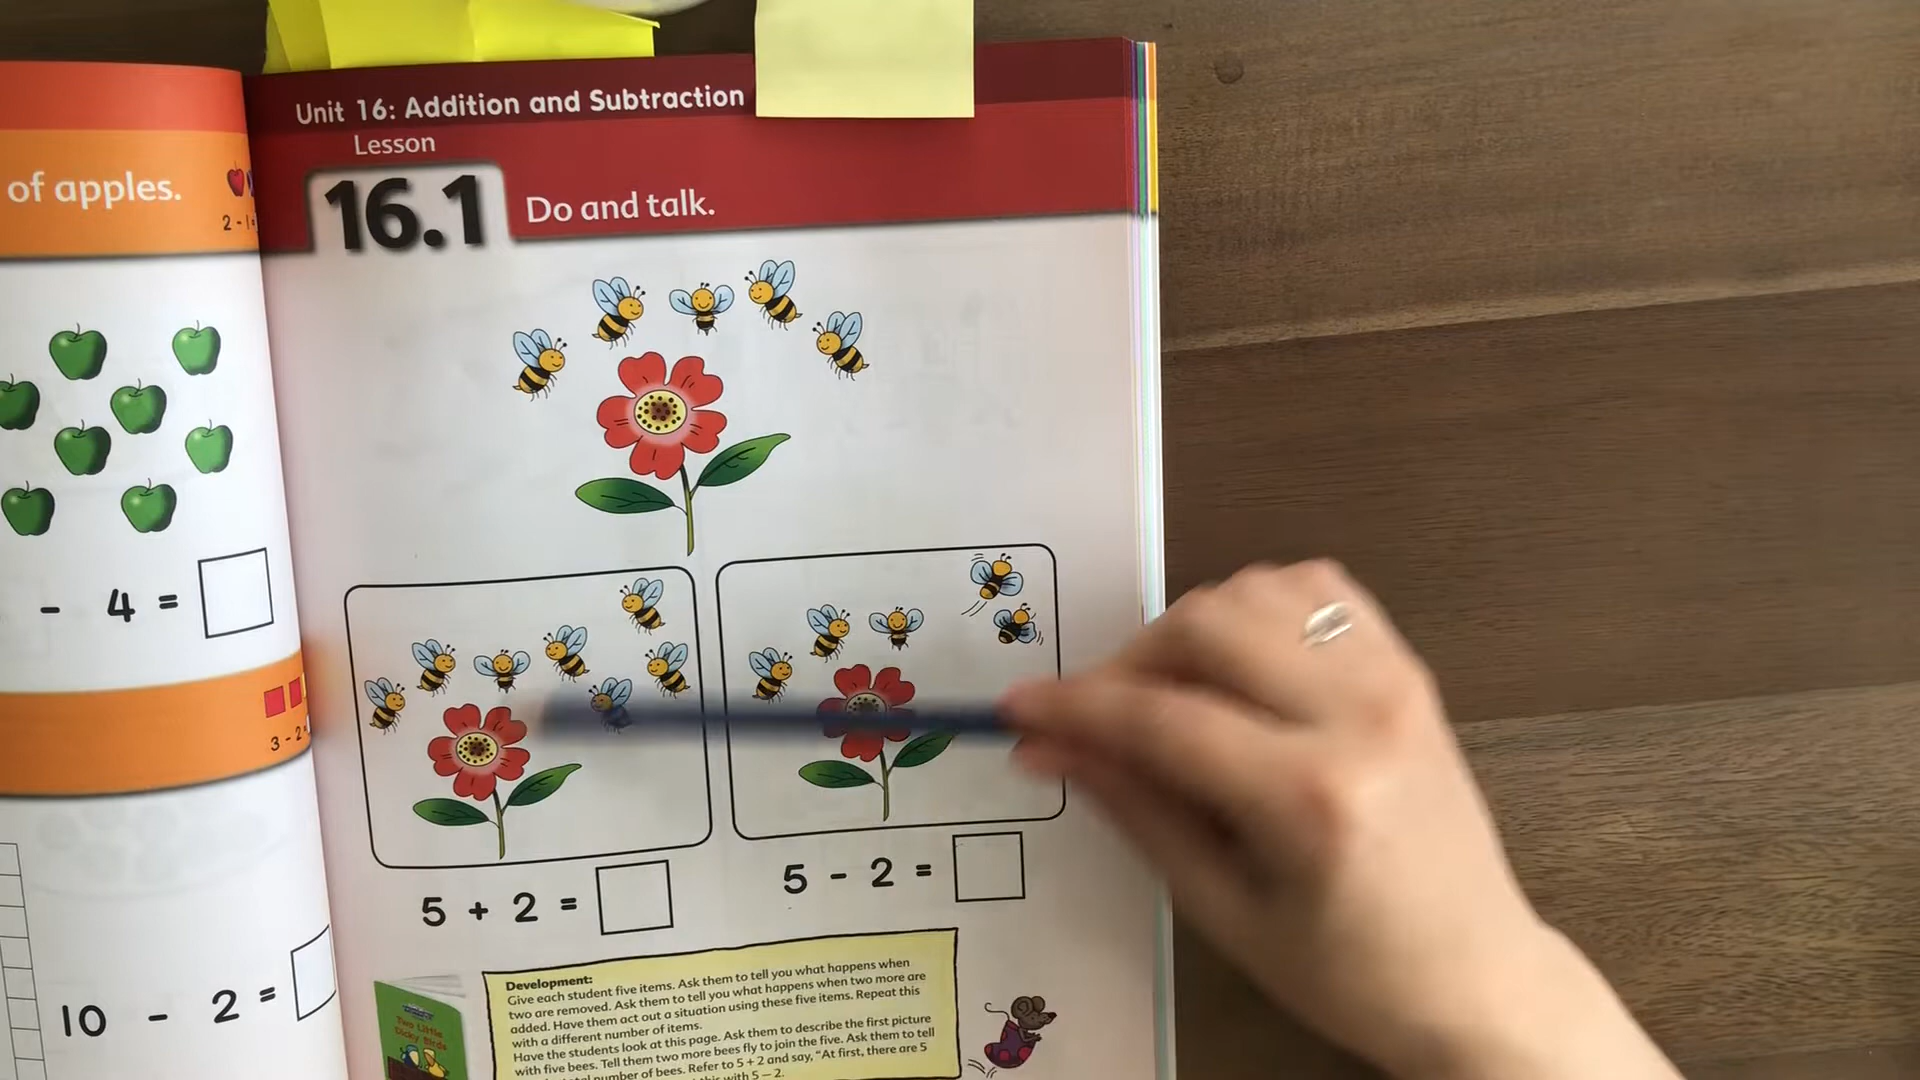 of apples.
2 - 1
- 4 =
3 - 2
10 - 2 =
Unit 16: Addition and Subtraction
Lesson
16.1 Do and talk.
5 + 2 =
5 - 2 =
Two Little
Dicky Birds
Development:
Give each student five items. Ask them to tell you what happens when
two are removed. Ask them to tell you what happens when two more are
added. Have them act out a situation using these five items. Repeat this
with a different number of items.
Have the students look at this page. Ask them to describe the first picture
with five bees. Tell them two more bees fly to join the five. Ask them to tell
number of bees. Refer to 5 + 2 and say, “At first, there are 5
with 5 – 2.